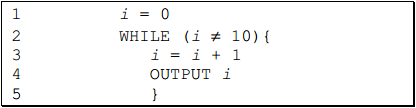 1 i = 0
2 WHILE (i ≠ 10){
3 i = i + 1
4 OUTPUT i
5 }